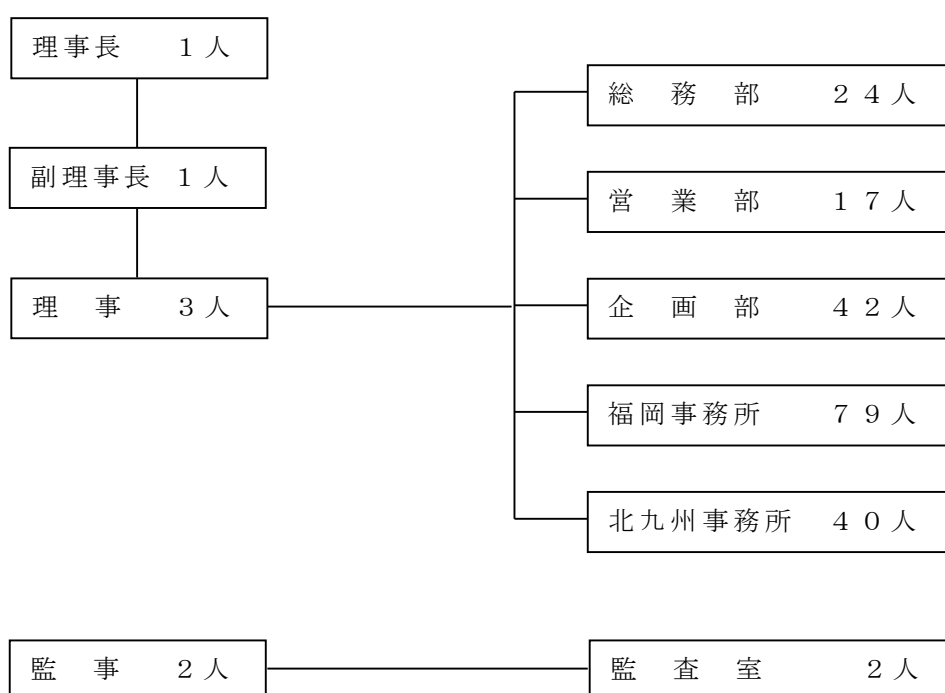 理事長　１人
副理事長 １人
理　事　３人
総　務　部　２４人
営　業　部　１７人
企　画　部　４２人
福岡事務所　７９人
北九州事務所　４０人
監　事　２人
監　査　室　２人